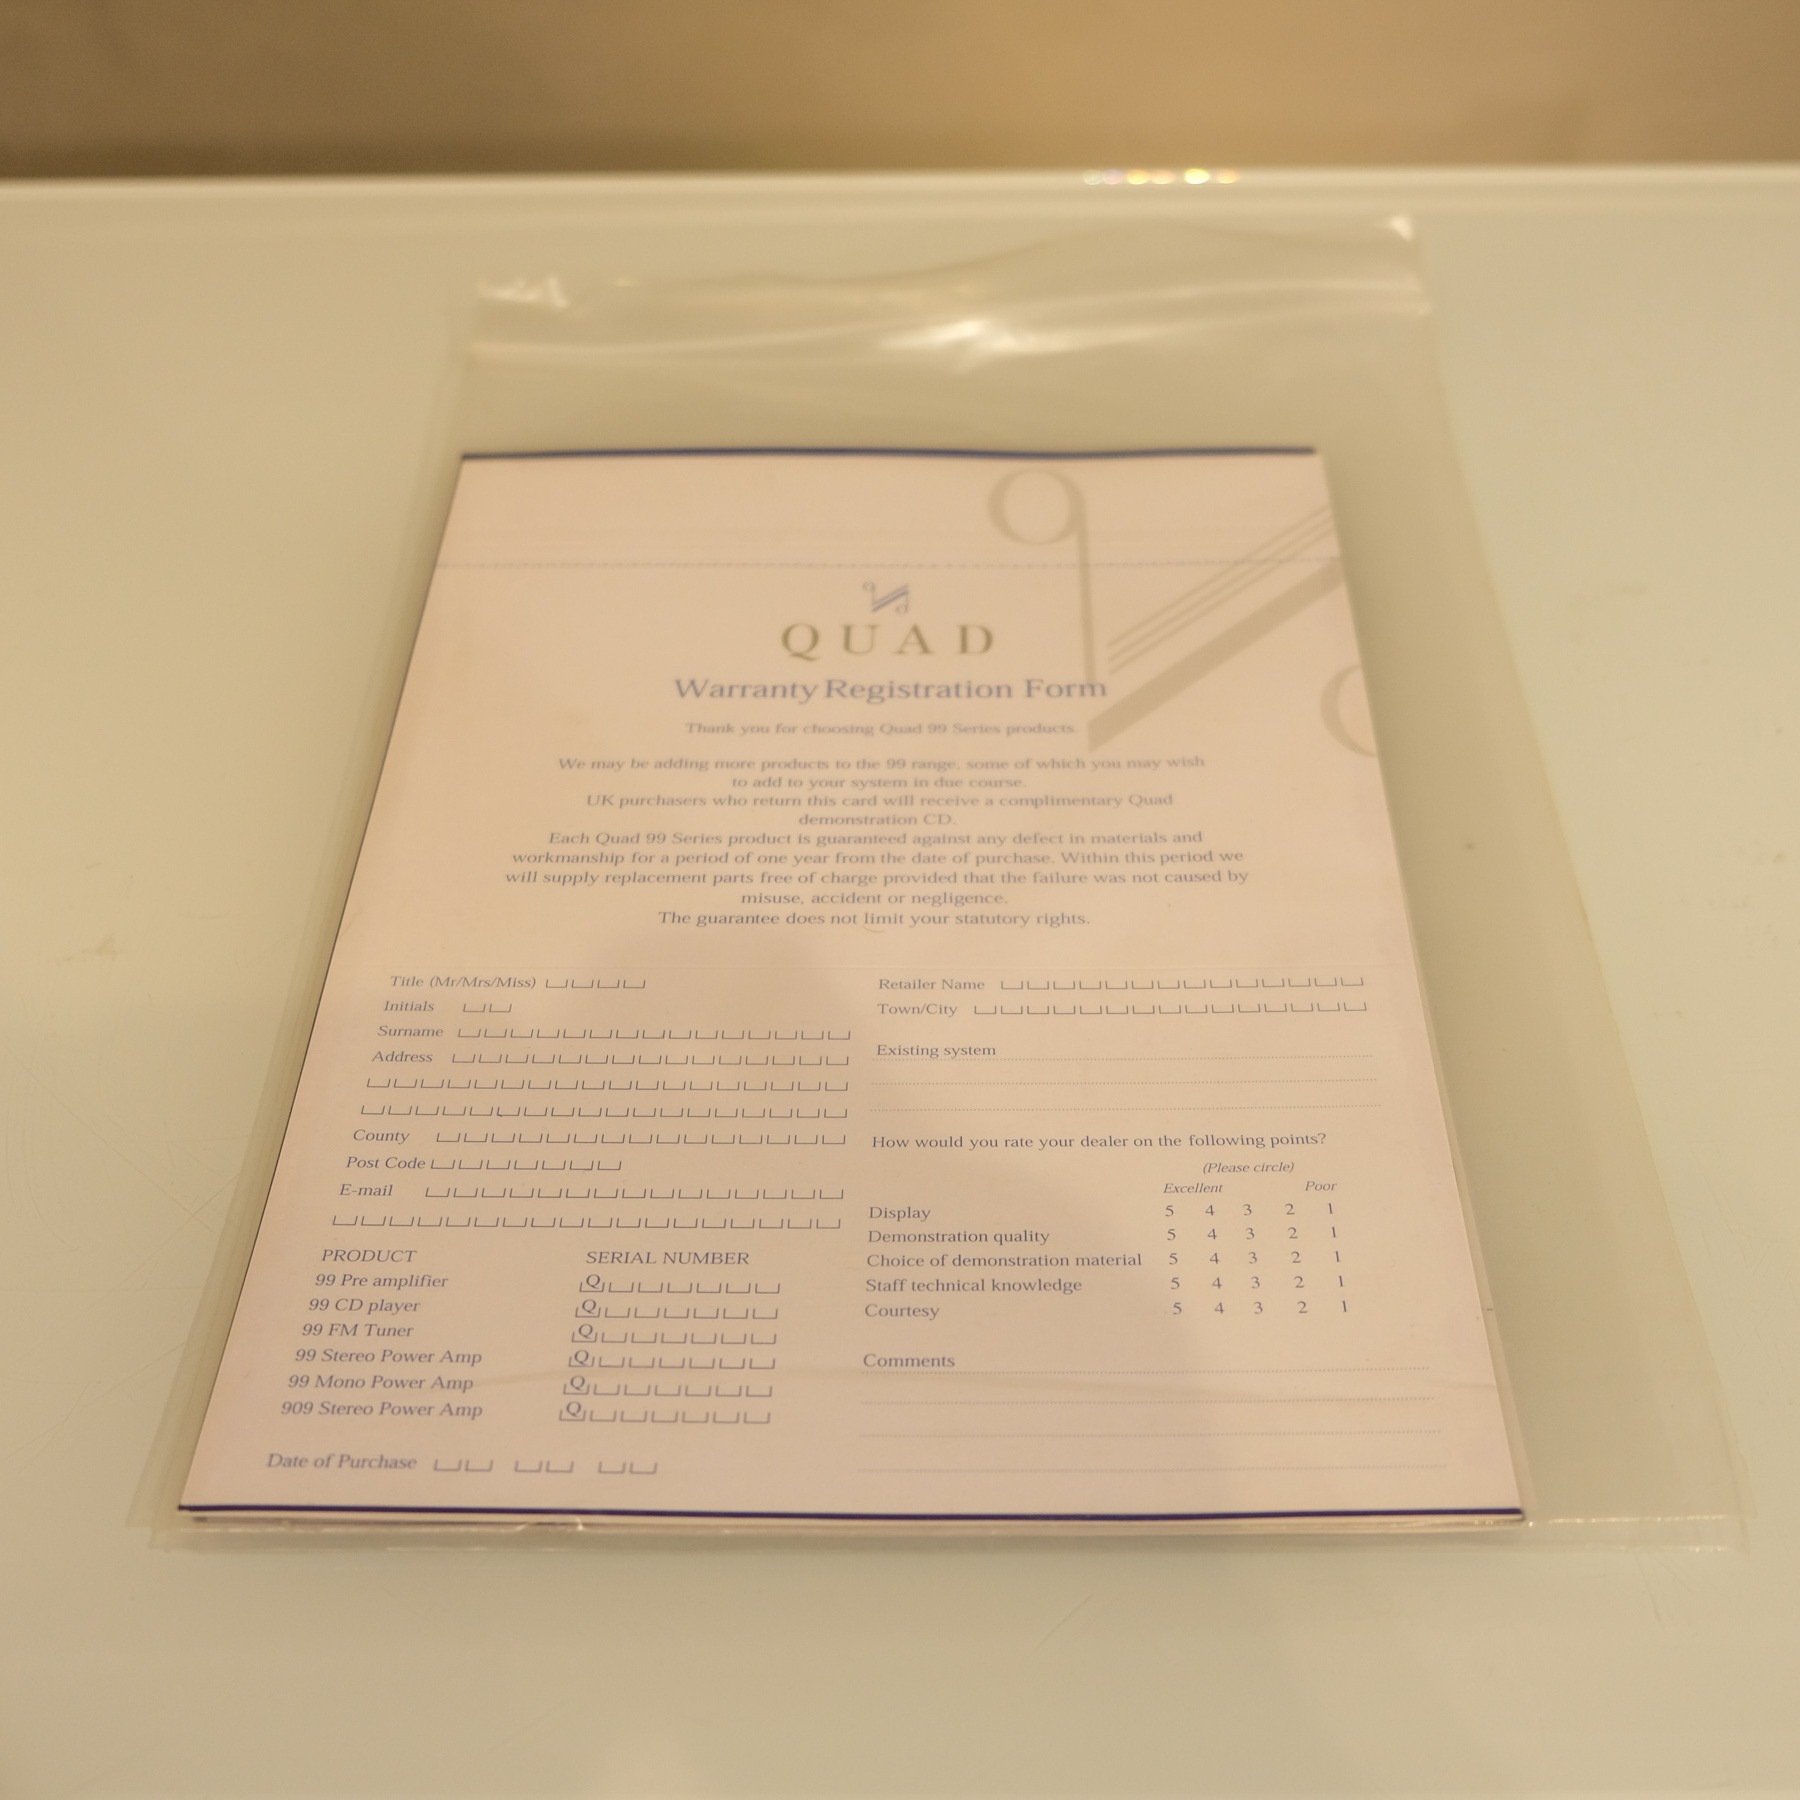 QUAD
Warranty Registration Form
Thank you for choosing Quad 99 Series products.
We may be adding more products to the 99 range, some of which you may wish
to add to your system in due course.
UK purchasers who return this card will receive a complimentary Quad
demonstration CD.
Each Quad 99 Series product is guaranteed against any defect in materials and
workmanship for a period of one year from the date of purchase. Within this period we
will supply replacement parts free of charge provided that the failure was not caused by
misuse, accident or negligence.
The guarantee does not limit your statutory rights.
Title (Mr/Mrs/Miss)
Initials
Surname
Address
County
Post Code
E-mail
PRODUCT SERIAL NUMBER
99 Pre amplifier Q
99 CD player Q
99 FM Tuner Q
99 Stereo Power Amp Q
99 Mono Power Amp Q
909 Stereo Power Amp Q
Date of Purchase
Retailer Name
Town/City
Existing system
How would you rate your dealer on the following points?
(Please circle)
Excellent Poor
Display 5 4 3 2 1
Demonstration quality 5 4 3 2 1
Choice of demonstration material 5 4 3 2 1
Staff technical knowledge 5 4 3 2 1
Courtesy 5 4 3 2 1
Comments